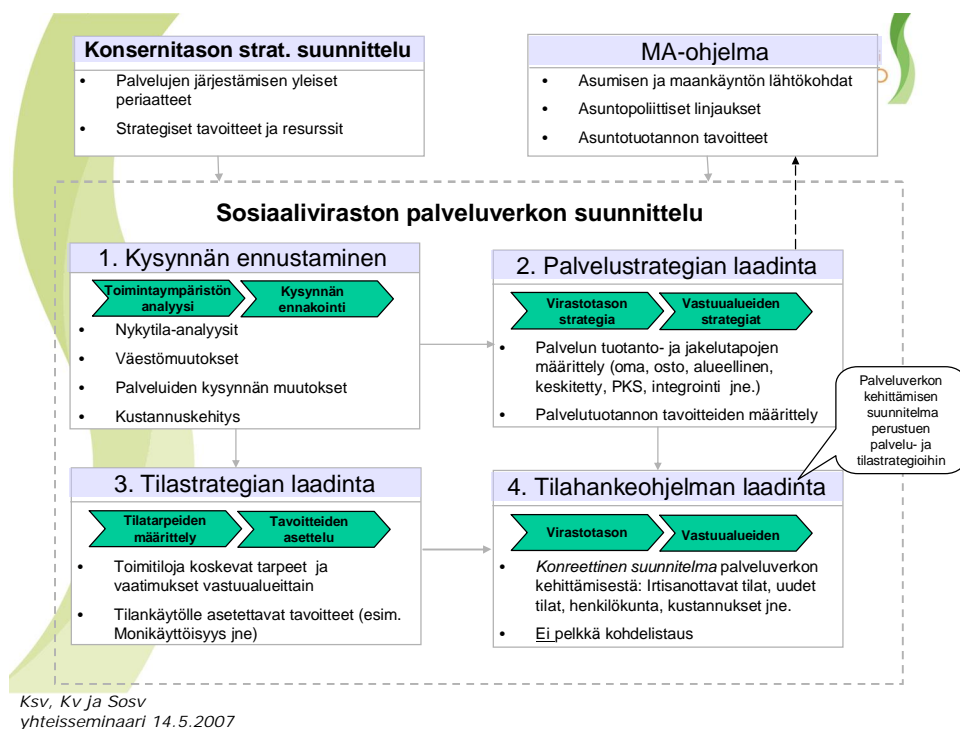 Konsernitason strat. suunnittelu
• Palvelujen järjestämisen yleiset
periaatteet
• Strategiset tavoitteet ja resurssit
MA-ohjelma
• Asumisen ja maankäyntön lähtökohdat
• Asuntopoliittiset linjaukset
• Asuntotuotannon tavoitteet
Sosiaaliviraston palveluverkon suunnittelu
1. Kysynnän ennustaminen
Toimintaympäristön
analyysi
Kysynnän
ennakointi
• Nykytila-analyysit
• Väestömuutokset
• Palveluiden kysynnän muutokset
• Kustannuskehitys
2. Palvelustrategian laadinta
Virastotason
strategia
Vastuualueiden
strategiat
• Palvelun tuotanto- ja jakelutapojen
määrittely (oma, osto, alueellinen,
keskitetty, PKS, integrointi jne.)
• Palvelutuotannon tavoitteiden määrittely
Palveluverkon
kehittämisen
suunnitelma
perustuen
palvelu- ja
tilastrategioihin
3. Tilastrategian laadinta
Tilatarpeiden
määrittely
Tavoitteiden
asettelu
• Toimitiloja koskevat tarpeet ja
vaatimukset vastuualueittain
• Tilankäytölle asetettavat tavoitteet (esim.
Monikäyttöisyys jne)
4. Tilahankeohjelman laadinta
Virastotason
Vastuualueiden
• Konreettinen suunnitelma palveluverkon
kehittämisestä: Irtisanottavat tilat, uudet
tilat, henkilökunta, kustannukset jne.
• Ei pelkkä kohdelistaus
Ksv, Kv ja Sosv
yhteisseminaari 14.5.2007